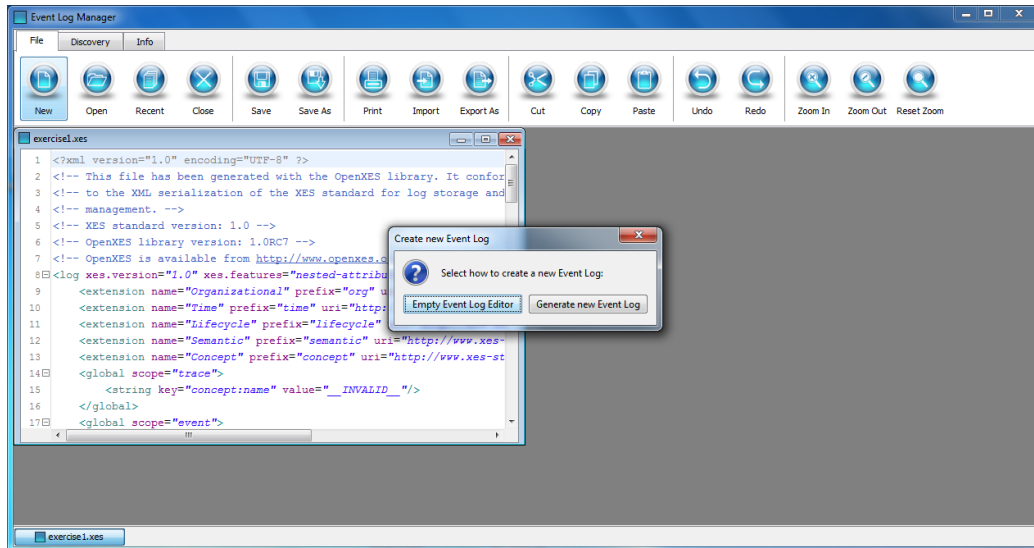 Event Log Manager
File Discovery Info
New Open Recent Close Save Save As Print Import Export As Cut Copy Paste Undo Redo Zoom In Zoom Out Reset Zoom
exercise1.xes
1 <?xml version="1.0" encoding="UTF-8" ?>
2 <!-- This file has been generated with the OpenXES library. It confor
3 <!-- to the XML serialization of the XES standard for log storage and
4 <!-- management. -->
5 <!-- XES standard version: 1.0 -->
6 <!-- OpenXES library version: 1.0RC7 -->
7 <!-- OpenXES is available from http://www.openxes.o
8 <log xes.version="1.0" xes.features="nested-attribu
9 <extension name="Organizational" prefix="org" u
10 <extension name="Time" prefix="time" uri="http:
11 <extension name="Lifecycle" prefix="lifecycle"
12 <extension name="Semantic" prefix="semantic" uri="http://www.xes-
13 <extension name="Concept" prefix="concept" uri="http://www.xes-st
14 <global scope="trace">
15 <string key="concept:name" value="__INVALID__"/>
16 </global>
17 <global scope="event">
Create new Event Log
Select how to create a new Event Log:
Empty Event Log Editor Generate new Event Log
exercise1.xes